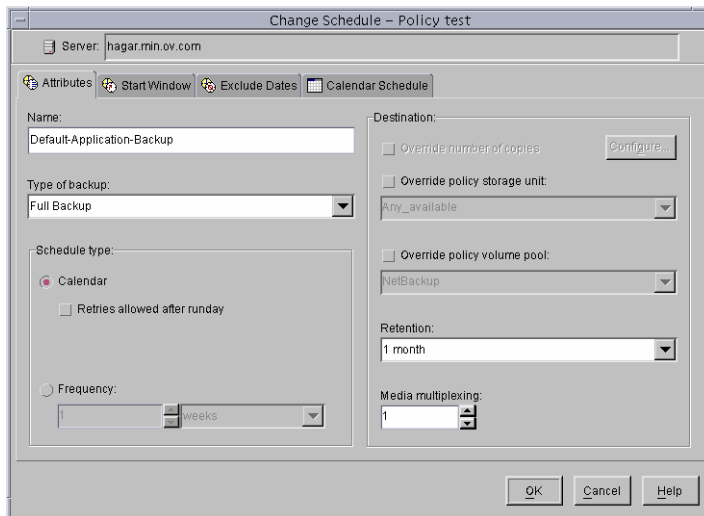 Change Schedule – Policy test
Server: hagar.min.ov.com
Attributes
Start Window
Exclude Dates
Calendar Schedule
Name:
Default-Application-Backup
Type of backup:
Full Backup
Schedule type:
Calendar
Retries allowed after runday
Frequency:
1 weeks
Destination:
Override number of copies
Configure...
Override policy storage unit:
Any_available
Override policy volume pool:
NetBackup
Retention:
1 month
Media multiplexing:
1
OK
Cancel
Help